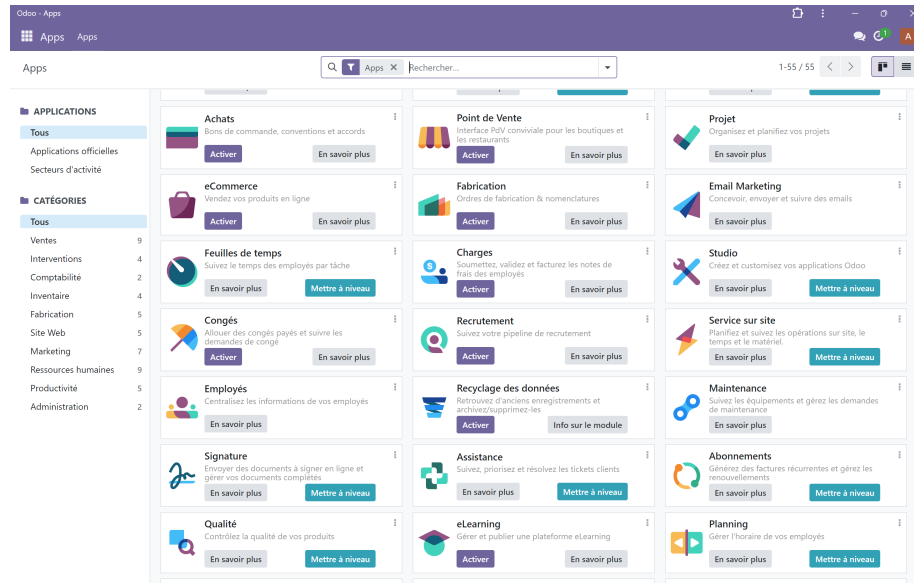 Odoo - Apps
Apps Apps
1
A
Apps
Apps
Rechercher...
1-55 / 55
APPLICATIONS
Tous
Applications officielles
Secteurs d'activité
CATÉGORIES
Tous
Ventes 9
Interventions 4
Comptabilité 2
Inventaire 4
Fabrication 5
Site Web 5
Marketing 7
Ressources humaines 9
Productivité 5
Administration 2
Achats
Bons de commande, conventions et accords
Activer En savoir plus
Point de Vente
Interface PdV conviviale pour les boutiques et
les restaurants
Activer En savoir plus
Projet
Organisez et planifiez vos projets
En savoir plus
eCommerce
Vendez vos produits en ligne
Activer En savoir plus
Fabrication
Ordres de fabrication & nomenclatures
Activer En savoir plus
Email Marketing
Concevoir, envoyer et suivre des emails
En savoir plus
Feuilles de temps
Suivez le temps des employés par tâche
En savoir plus Mettre à niveau
Charges
Soumettez, validez et facturez les notes de
frais des employés
Activer En savoir plus
Studio
Créez et customisez vos applications Odoo
En savoir plus Mettre à niveau
Congés
Allouer des congés payés et suivre les
demandes de congé
Activer En savoir plus
Recrutement
Suivez votre pipeline de recrutement
Activer En savoir plus
Service sur site
Planifiez et suivez les opérations sur site, le
temps et le matériel.
En savoir plus Mettre à niveau
Employés
Centralisez les informations de vos employés
En savoir plus
Recyclage des données
Retrouvez d'anciens enregistrements et
archivez/supprimez-les
Activer Info sur le module
Maintenance
Suivez les équipements et gérez les demandes
de maintenance
En savoir plus
Signature
Envoyer des documents à signer en ligne et
gérer vos documents complétés
En savoir plus Mettre à niveau
Assistance
Suivez, priorisez et résolvez les tickets clients
En savoir plus Mettre à niveau
Abonnements
Générez des factures récurrentes et gérez les
renouvellements
En savoir plus Mettre à niveau
Qualité
Contrôlez la qualité de vos produits
En savoir plus Mettre à niveau
eLearning
Gérer et publier une plateforme eLearning
Activer En savoir plus
Planning
Gérer l'horaire de vos employés
En savoir plus Mettre à niveau